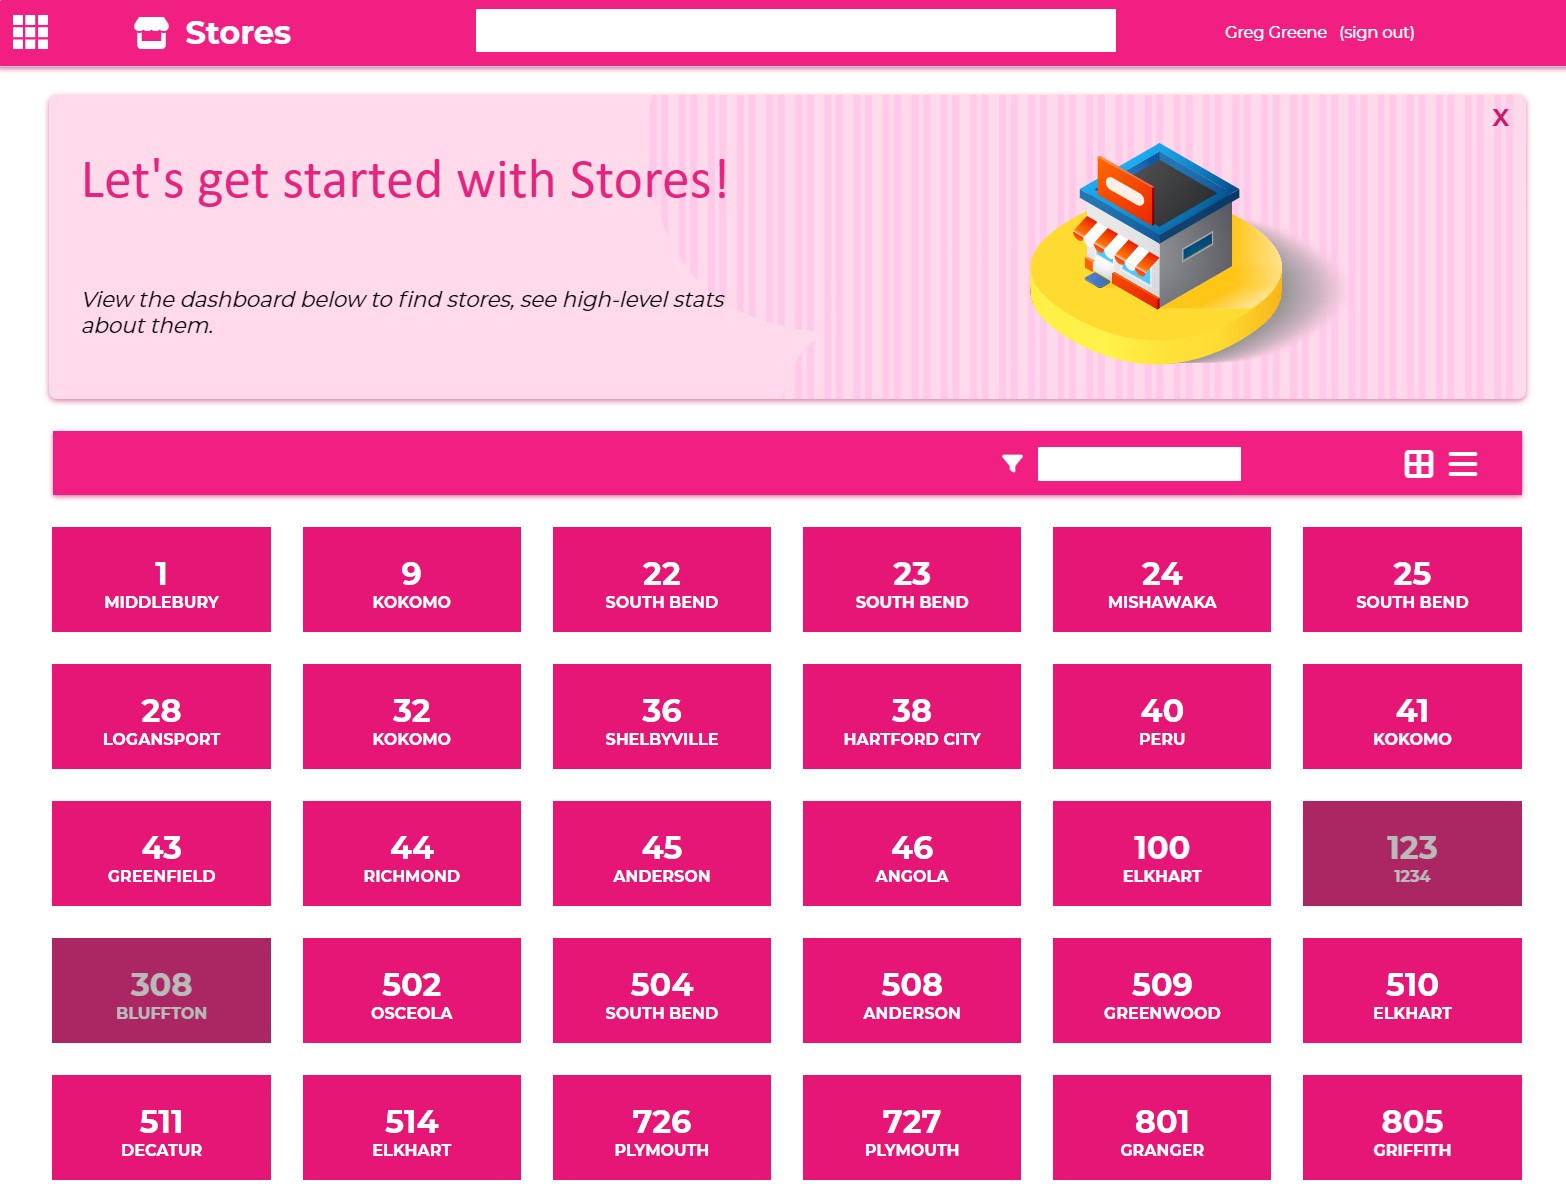 Stores
Greg Greene (sign out)
X
Let's get started with Stores!
View the dashboard below to find stores, see high-level stats
about them.
1
MIDDLEBURY
9
KOKOMO
22
SOUTH BEND
23
SOUTH BEND
24
MISHAWAKA
25
SOUTH BEND
28
LOGANSPORT
32
KOKOMO
36
SHELBYVILLE
38
HARTFORD CITY
40
PERU
41
KOKOMO
43
GREENFIELD
44
RICHMOND
45
ANDERSON
46
ANGOLA
100
ELKHART
123
1234
308
BLUFFTON
502
OSCEOLA
504
SOUTH BEND
508
ANDERSON
509
GREENWOOD
510
ELKHART
511
DECATUR
514
ELKHART
726
PLYMOUTH
727
PLYMOUTH
801
GRANGER
805
GRIFFITH